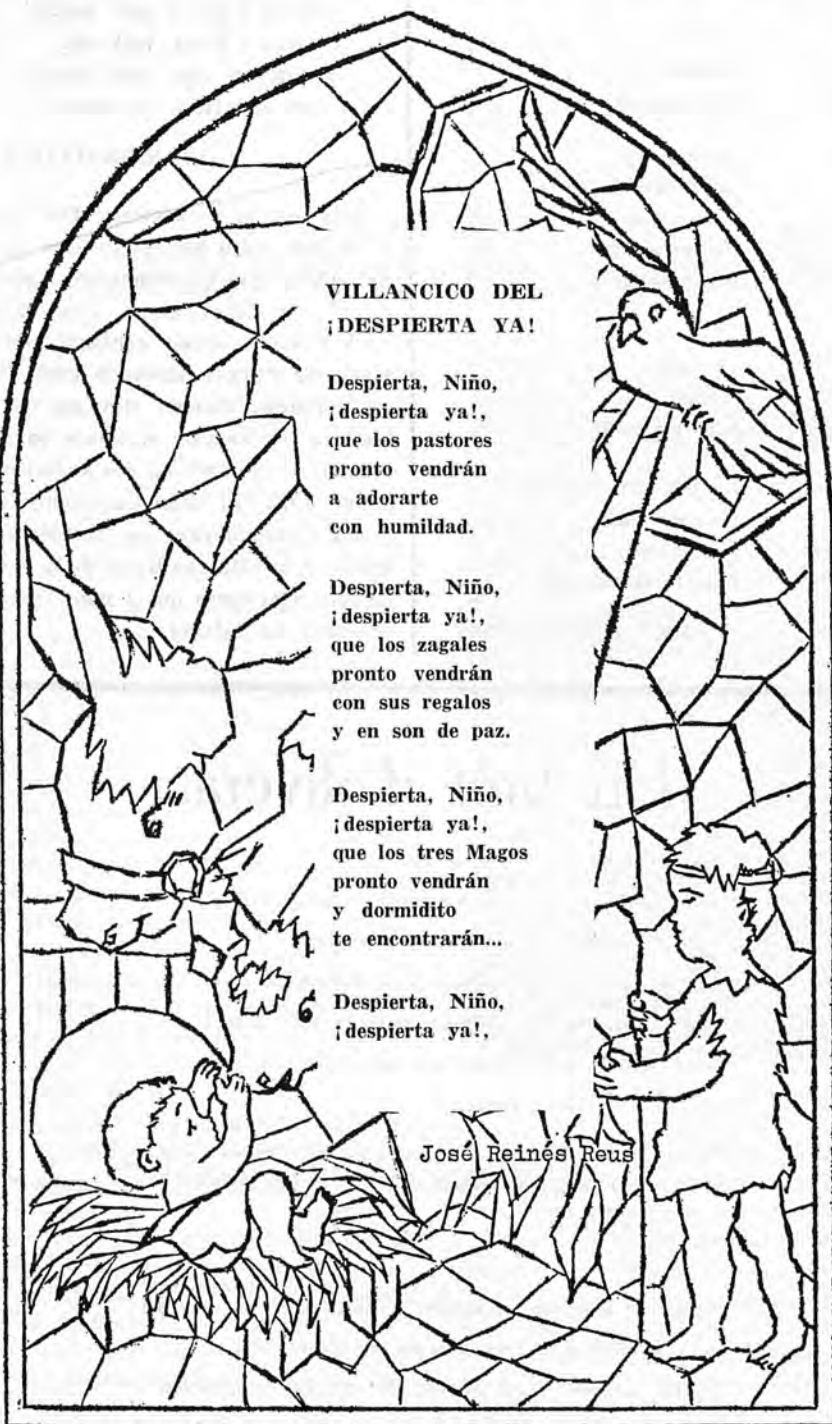 VILLANCICO DEL
¡DESPIERTA YA!
Despierta, Niño,
¡despierta ya!,
que los pastores
pronto vendrán
a adorarte
con humildad.
Despierta, Niño,
¡despierta ya!,
que los zagales
pronto vendrán
con sus regalos
y en son de paz.
Despierta, Niño,
¡despierta ya!,
que los tres Magos
pronto vendrán
y dormidito
te encontrarán...
Despierta, Niño,
¡despierta ya!,
José Reinés Reus